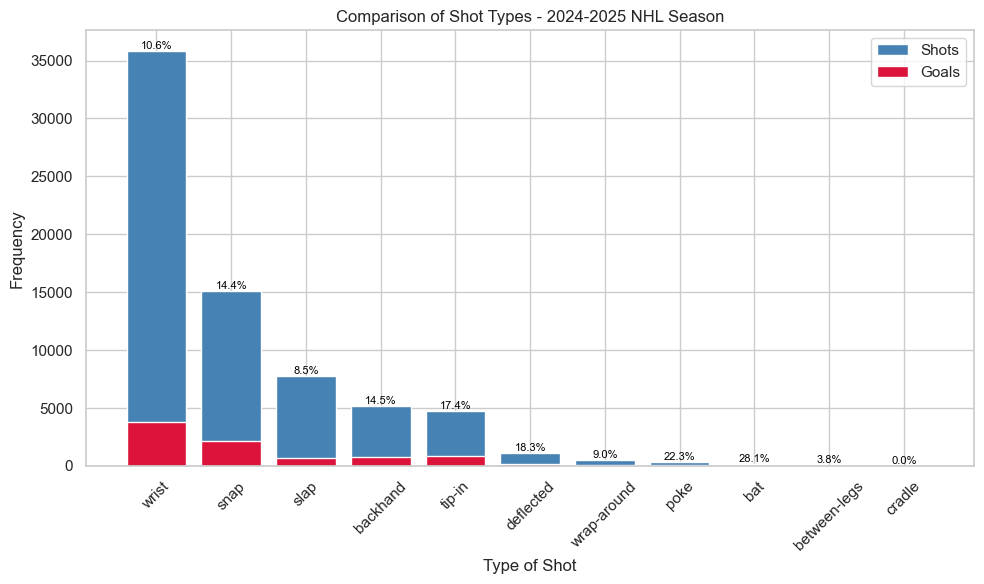 Comparison of Shot Types - 2024-2025 NHL Season
Shots
Goals
Frequency
35000
30000
25000
20000
15000
10000
5000
0
10.6%
14.4%
8.5%
14.5%
17.4%
18.3%
9.0%
22.3%
28.1%
3.8%
0.0%
wrist
snap
slap
backhand
tip-in
deflected
wrap-around
poke
bat
between-legs
cradle
Type of Shot